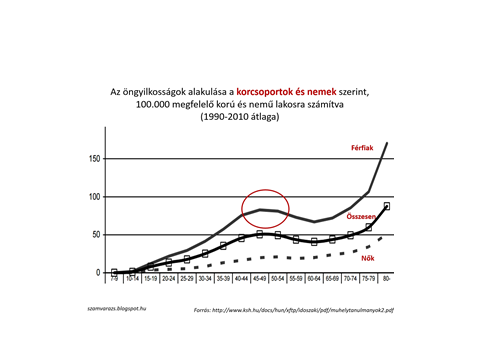 Az öngyilkosságok alakulása a korcsoportok és nemek szerint,
100.000 megfelelő korú és nemű lakosra számítva
(1990-2010 átlaga)
Férfiak
150
100
Összesen
50
Nők
0
7-9 10-14 15-19 20-24 25-29 30-34 35-39 40-44 45-49 50-54 55-59 60-64 65-69 70-74 75-79 80-
szamvarazs.blogspot.hu
Forrás: http://www.ksh.hu/docs/hun/xftp/idoszaki/pdf/muhelytanulmanyok2.pdf